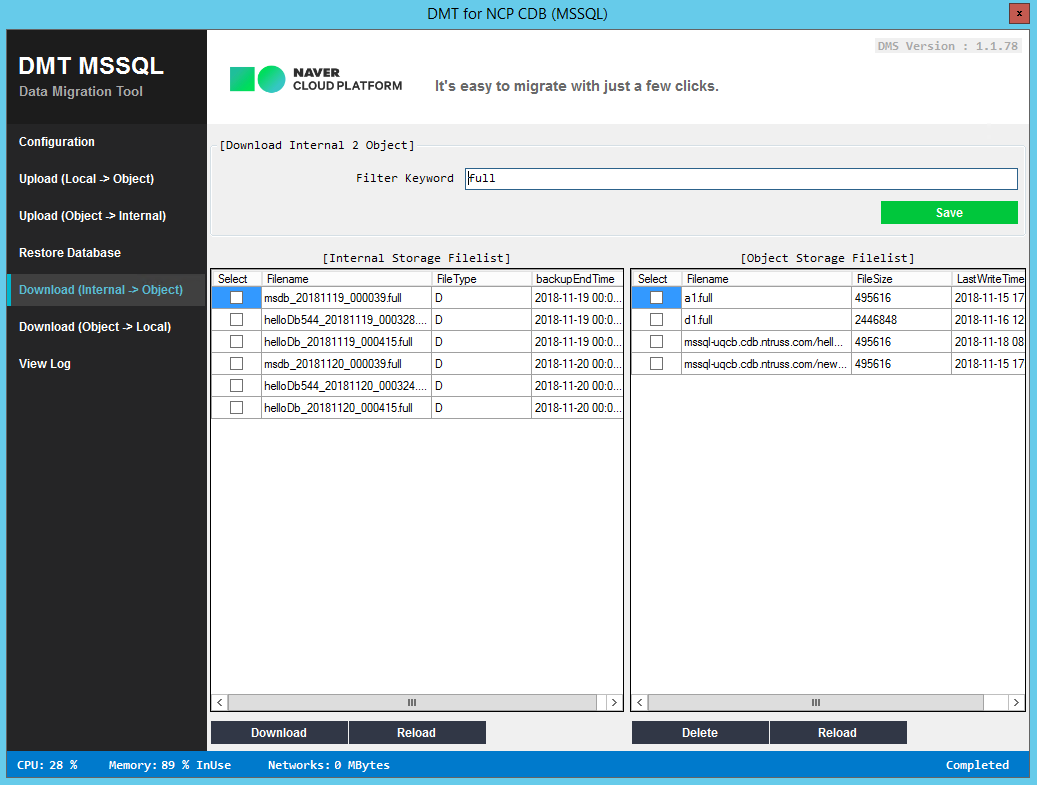 DMT for NCP CDB (MSSQL)
x
DMT MSSQL
Data Migration Tool
DMS Version : 1.1.78
NAVER
CLOUD PLATFORM
It's easy to migrate with just a few clicks.
Configuration
Upload (Local -> Object)
Upload (Object -> Internal)
Restore Database
Download (Internal -> Object)
Download (Object -> Local)
View Log
[Download Internal 2 Object]
Filter Keyword full
Save
[Internal Storage Filelist]
Select Filename FileType backupEndTime
msdb_20181119_000039.full D 2018-11-19 00:0...
helloDb544_20181119_000328.... D 2018-11-19 00:0...
helloDb_20181119_000415.full D 2018-11-19 00:0...
msdb_20181120_000039.full D 2018-11-20 00:0...
helloDb544_20181120_000324.... D 2018-11-20 00:0...
helloDb_20181120_000415.full D 2018-11-20 00:0...
Download Reload
[Object Storage Filelist]
Select Filename FileSize LastWriteTime
a1.full 495616 2018-11-15 17
d1.full 2446848 2018-11-16 12
mssql-uqcb.cdb.ntruss.com/hell... 495616 2018-11-18 08
mssql-uqcb.cdb.ntruss.com/new... 495616 2018-11-15 17
Delete Reload
CPU: 28 % Memory: 89 % InUse Networks: 0 MBytes Completed